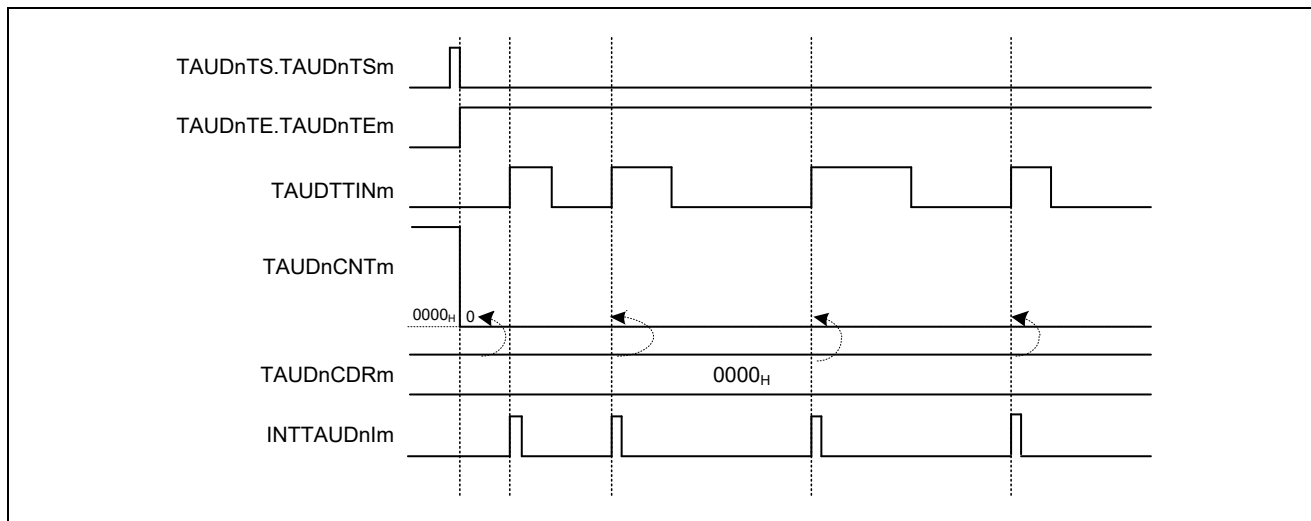 TAUDnTS.TAUDnTSm
TAUDnTE.TAUDnTEm
TAUDTTINm
TAUDnCNTm
0000H 0
TAUDnCDRm 0000H
INTTAUDnIm